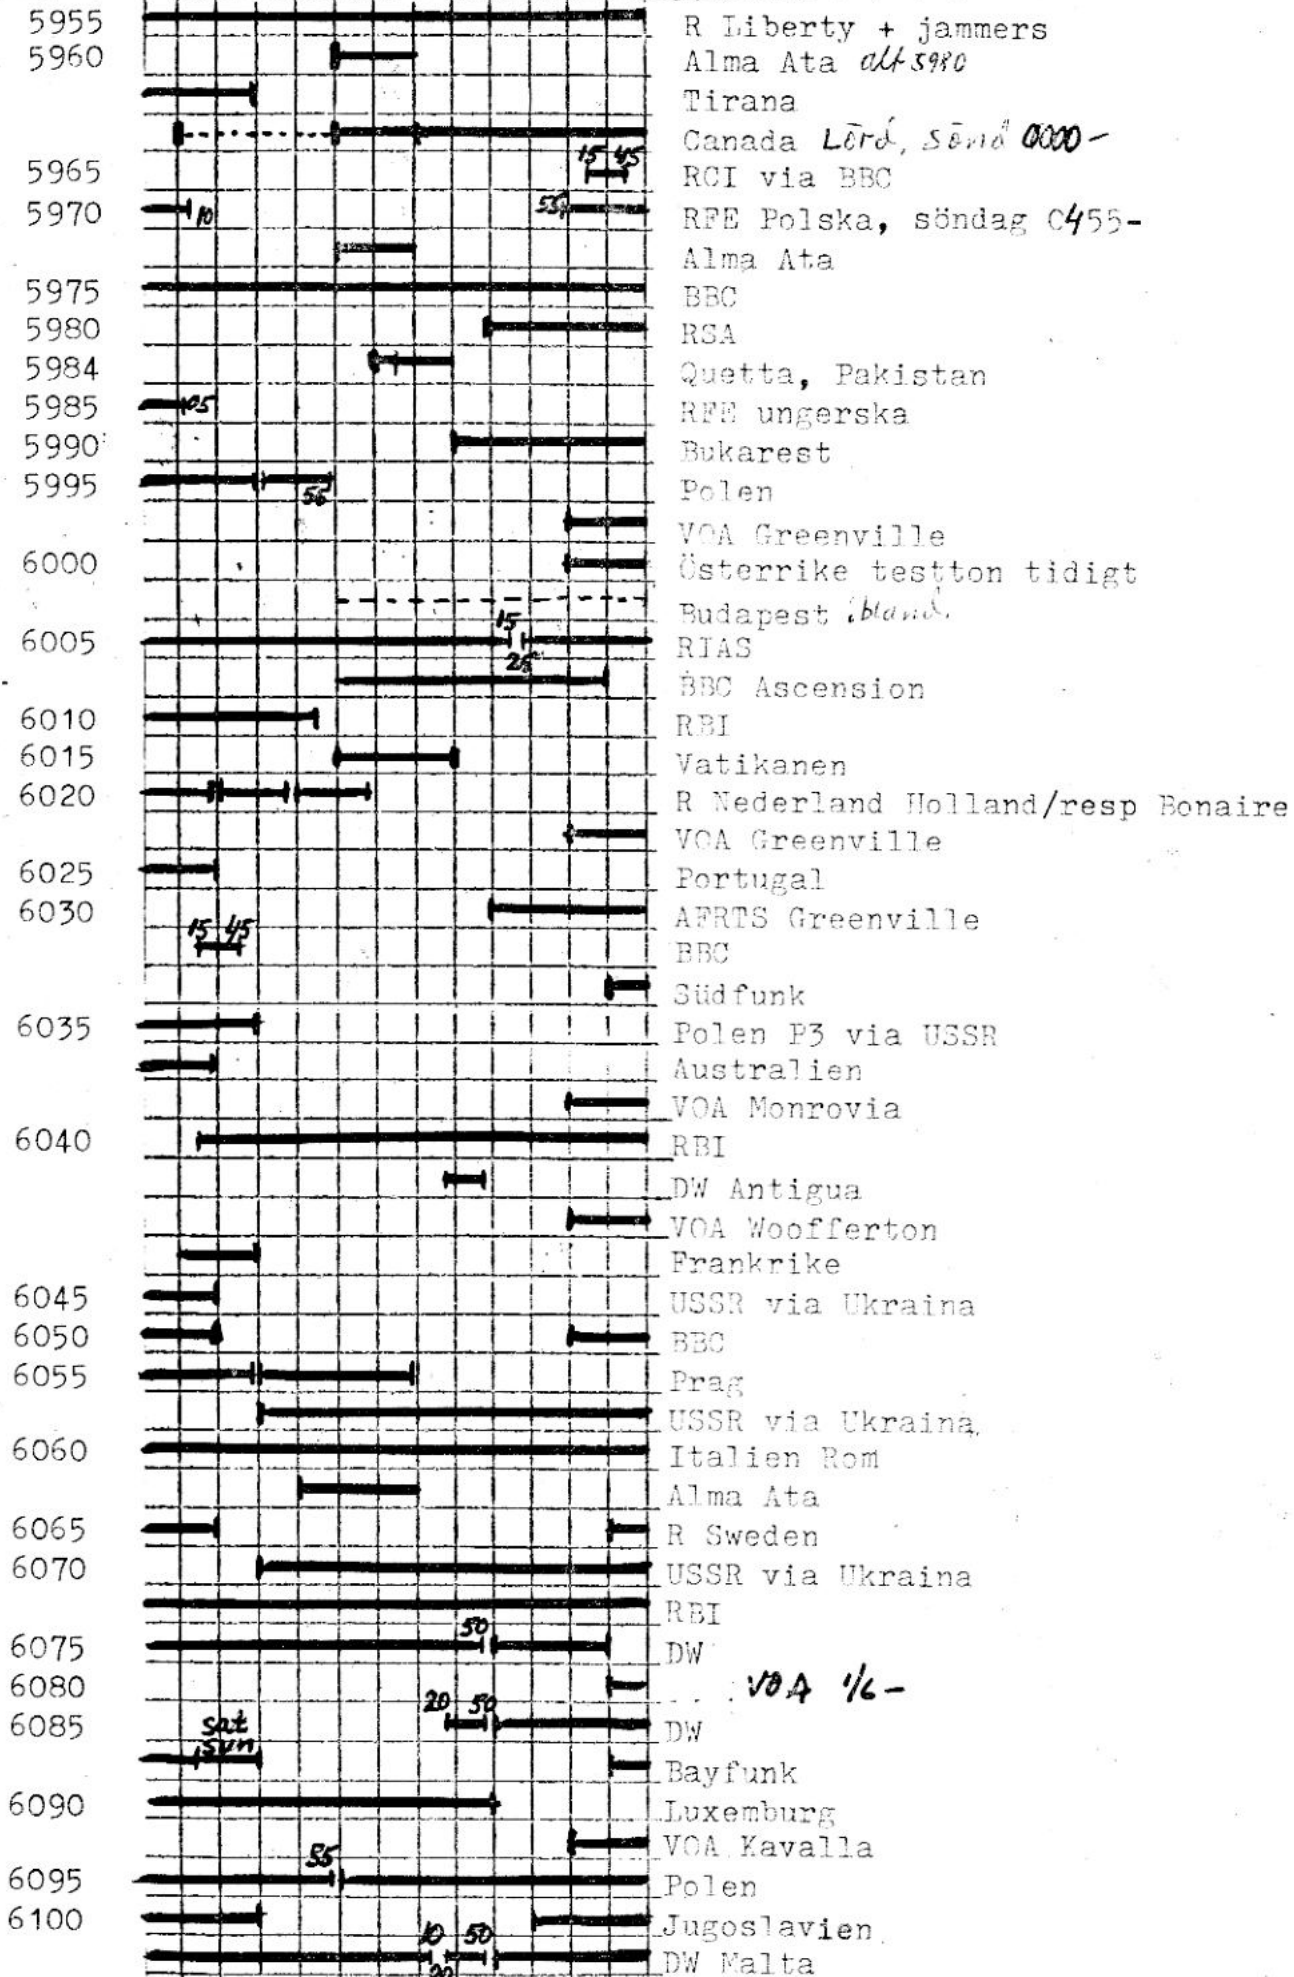 5955 R Liberty + jammers
5960 Alma Ata alt 5980
Tirana
Canada Lörd, Sönd 0000-
5965 15 45 RCI via BBC
5970 10 55 RFE Polska, söndag 0455-
Alma Ata
5975 BBC
5980 RSA
5984 Quetta, Pakistan
5985 05 RFE ungerska
5990 Bukarest
5995 56 Polen
VOA Greenville
6000 Österrike testton tidigt
Budapest ibland.
6005 15 25 RIAS
BBC Ascension
6010 RBI
6015 Vatikanen
6020 R Nederland Holland/resp Bonaire
VOA Greenville
6025 Portugal
6030 AFRTS Greenville
15 45 BBC
Südfunk
6035 Polen P3 via USSR
Australien
VOA Monrovia
6040 RBI
DW Antigua
VOA Woofferton
Frankrike
6045 USSR via Ukraina
6050 BBC
6055 Prag
USSR via Ukraina
6060 Italien Rom
Alma Ata
6065 R Sweden
6070 USSR via Ukraina
RBI
6075 50 DW
6080 VOA 1/6-
6085 20 50 DW
sat sun Bayfunk
6090 Luxemburg
VOA Kavalla
6095 55 Polen
6100 Jugoslavien
10 20 50 DW Malta